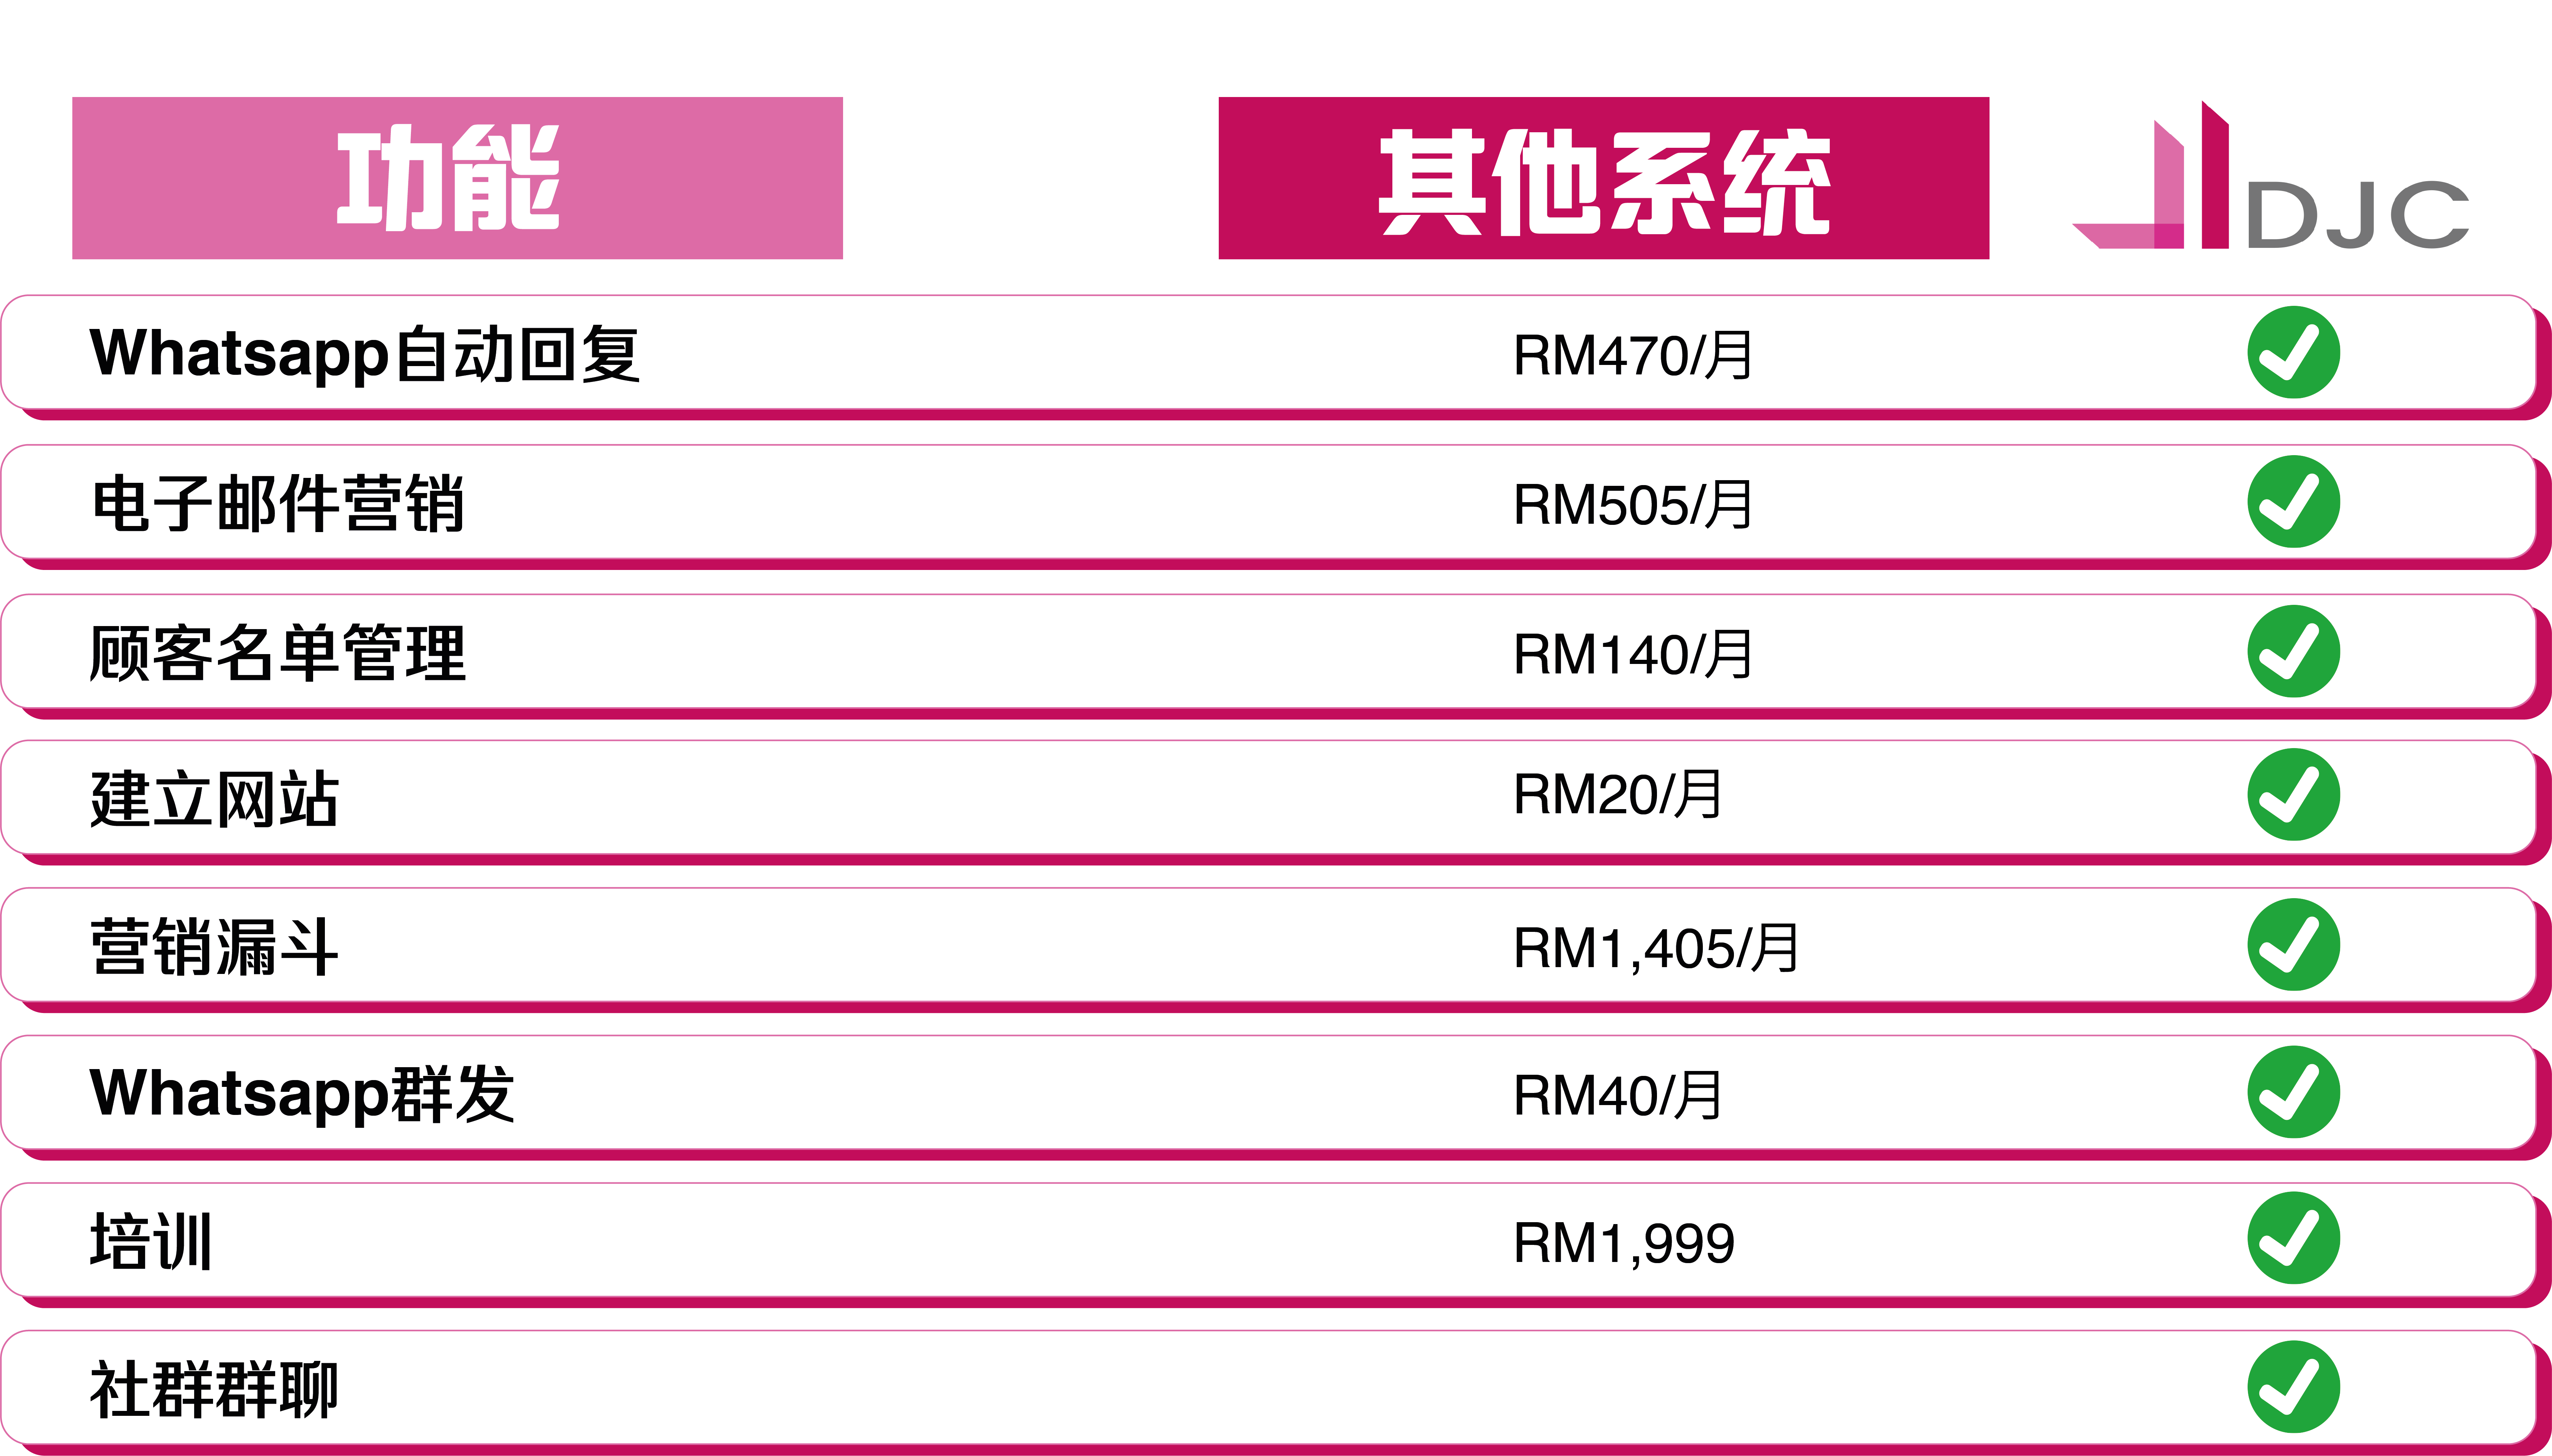 功能 其他系统 DJC
Whatsapp自动回复 RM470/月
电子邮件营销 RM505/月
顾客名单管理 RM140/月
建立网站 RM20/月
营销漏斗 RM1,405/月
Whatsapp群发 RM40/月
培训 RM1,999
社群群聊